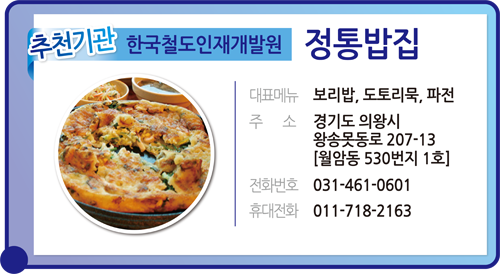 추천기관 한국철도인재개발원 정통밥집
대표메뉴 보리밥, 도토리묵, 파전
주 소 경기도 의왕시
왕송못동로 207-13
[월암동 530번지 1호]
전화번호 031-461-0601
휴대전화 011-718-2163